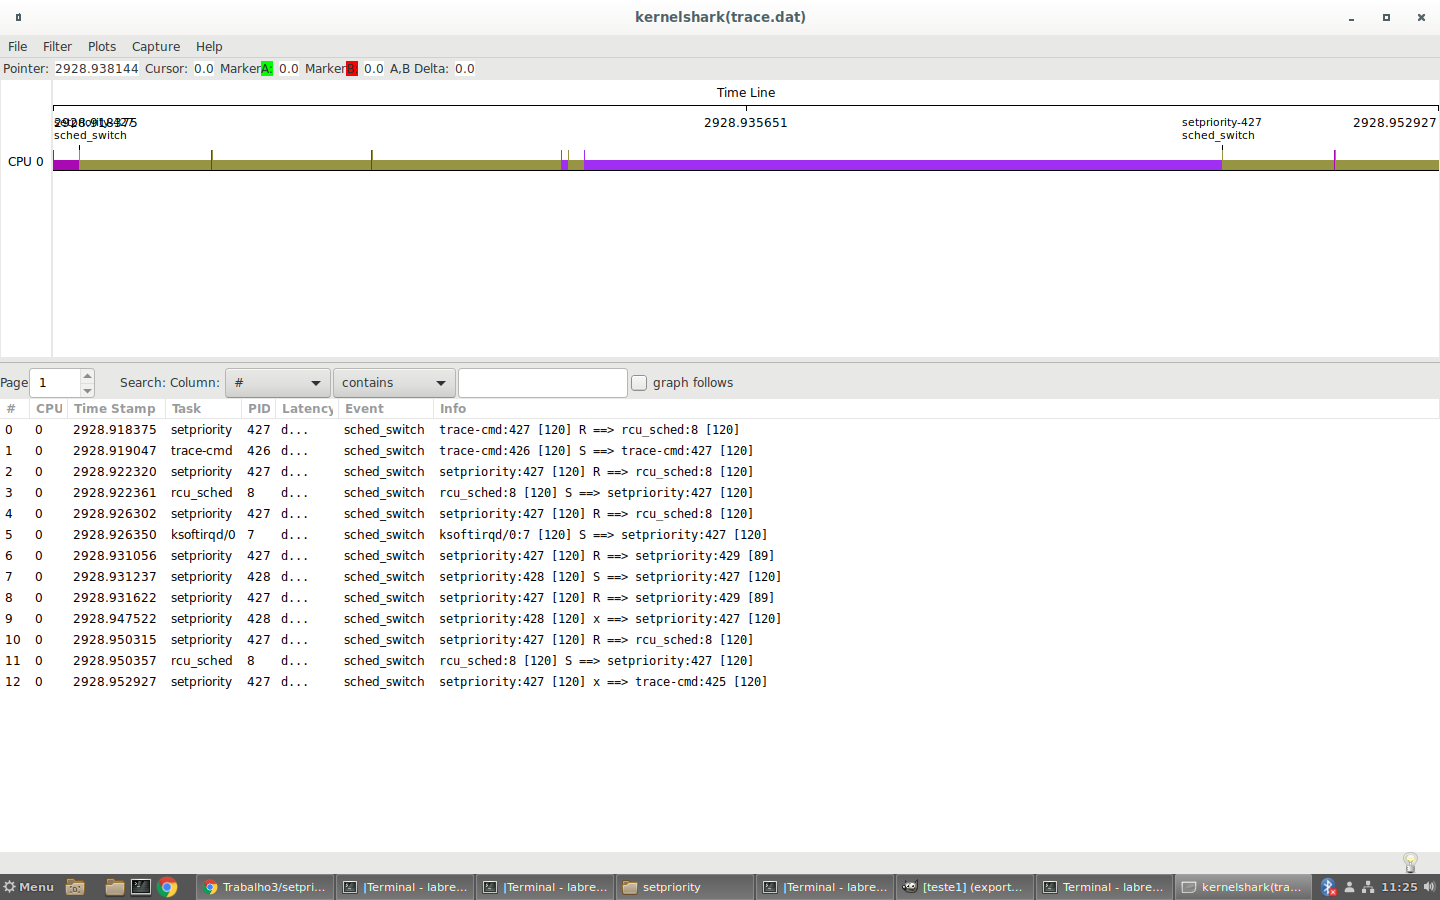 kernelshark(trace.dat)
File Filter Plots Capture Help
Pointer: 2928.938144 Cursor: 0.0 Marker A: 0.0 Marker B: 0.0 A,B Delta: 0.0
Time Line
2928.918375 2928.935651 setpriority-427 2928.952927
sched_switch sched_switch
CPU 0
Page 1 Search: Column: # contains graph follows
# CPU Time Stamp Task PID Latency Event Info
0 0 2928.918375 setpriority 427 d... sched_switch trace-cmd:427 [120] R ==> rcu_sched:8 [120]
1 0 2928.919047 trace-cmd 426 d... sched_switch trace-cmd:426 [120] S ==> trace-cmd:427 [120]
2 0 2928.922320 setpriority 427 d... sched_switch setpriority:427 [120] R ==> rcu_sched:8 [120]
3 0 2928.922361 rcu_sched 8 d... sched_switch rcu_sched:8 [120] S ==> setpriority:427 [120]
4 0 2928.926302 setpriority 427 d... sched_switch setpriority:427 [120] R ==> rcu_sched:8 [120]
5 0 2928.926350 ksoftirqd/0 7 d... sched_switch ksoftirqd/0:7 [120] S ==> setpriority:427 [120]
6 0 2928.931056 setpriority 427 d... sched_switch setpriority:427 [120] R ==> setpriority:429 [89]
7 0 2928.931237 setpriority 428 d... sched_switch setpriority:428 [120] S ==> setpriority:427 [120]
8 0 2928.931622 setpriority 427 d... sched_switch setpriority:427 [120] R ==> setpriority:429 [89]
9 0 2928.947522 setpriority 428 d... sched_switch setpriority:428 [120] x ==> setpriority:427 [120]
10 0 2928.950315 setpriority 427 d... sched_switch setpriority:427 [120] R ==> rcu_sched:8 [120]
11 0 2928.950357 rcu_sched 8 d... sched_switch rcu_sched:8 [120] S ==> setpriority:427 [120]
12 0 2928.952927 setpriority 427 d... sched_switch setpriority:427 [120] x ==> trace-cmd:425 [120]
Menu Trabalho3/setpri... |Terminal - labre... |Terminal - labre... setpriority |Terminal - labre... [teste1] (export... Terminal - labre... kernelshark(tra... 11:25